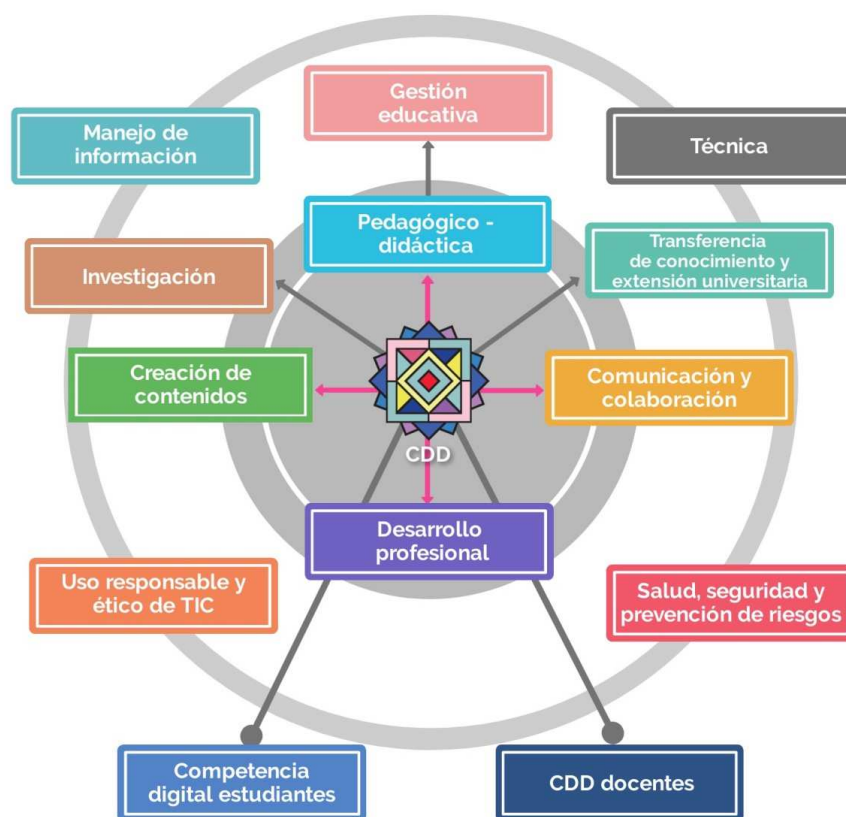 Gestión
educativa
Manejo de
información
Técnica
Pedagógico -
didáctica
Transferencia
de conocimiento y
extensión universitaria
Investigación
Creación de
contenidos
Comunicación y
colaboración
CDD
Desarrollo
profesional
Uso responsable y
ético de TIC
Salud, seguridad y
prevención de riesgos
Competencia
digital estudiantes
CDD docentes